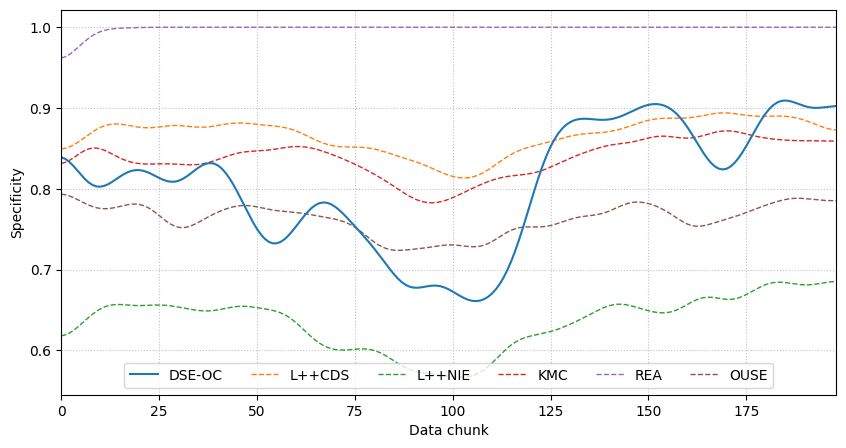 1.0
0.9
0.8
0.7
0.6
Specificity
DSE-OC L++CDS L++NIE KMC REA OUSE
0 25 50 75 100 125 150 175
Data chunk